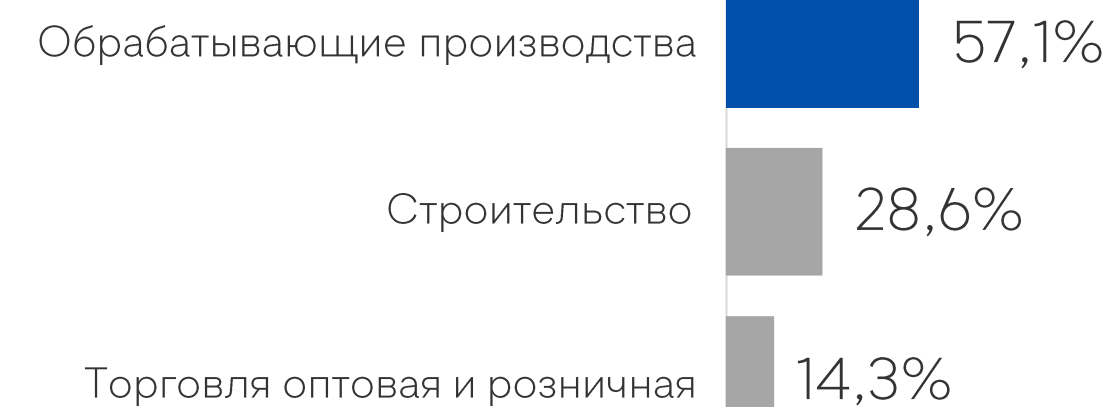 Обрабатывающие производства 57,1%
Строительство 28,6%
Торговля оптовая и розничная 14,3%